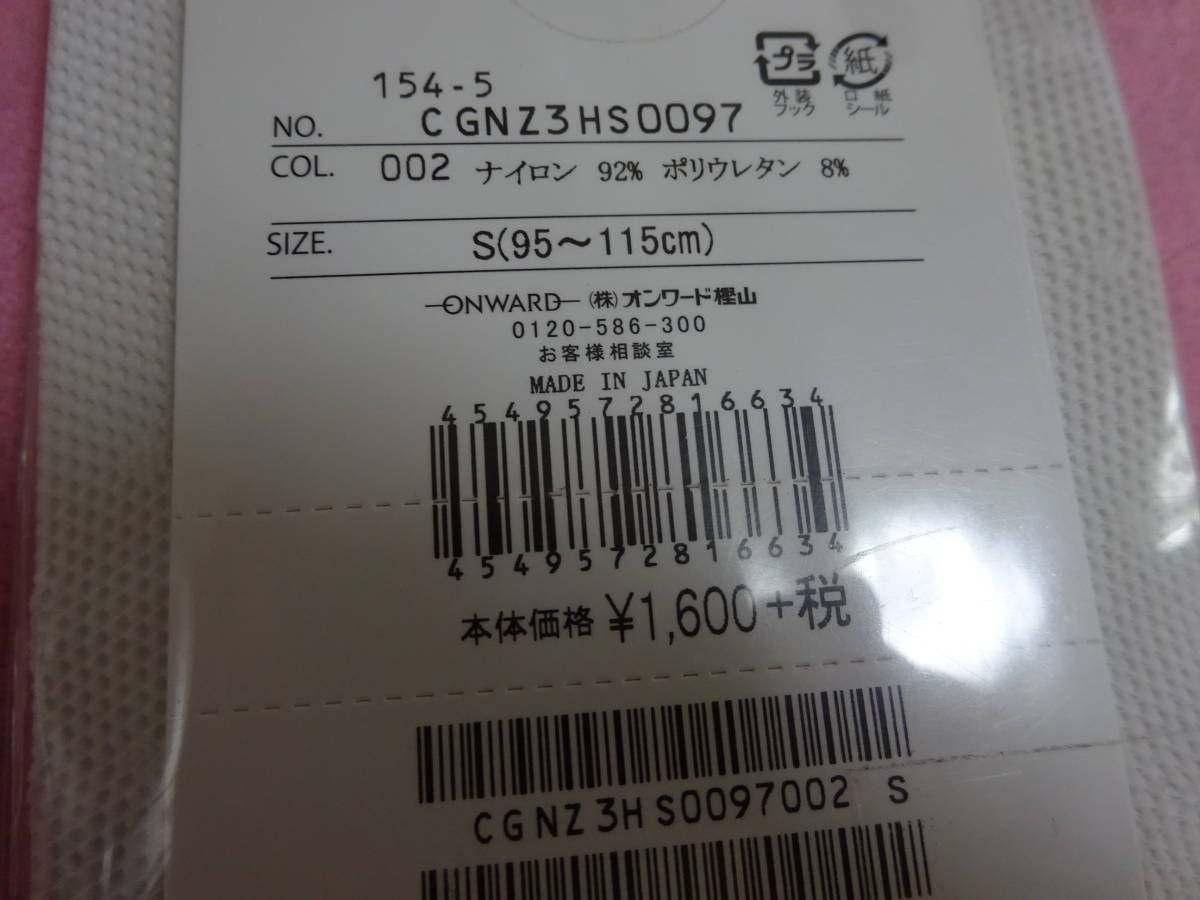 プラ
紙
外装
フック
口紙
シール
154-5
NO. CGNZ3HS0097
COL. 002 ナイロン 92% ポリウレタン 8%
SIZE. S(95～115cm)
ONWARD (株)オンワード樫山
0120-586-300
お客様相談室
MADE IN JAPAN
4549572816634
4549572816634
本体価格 ¥1,600+税
CGNZ3HS0097002 S